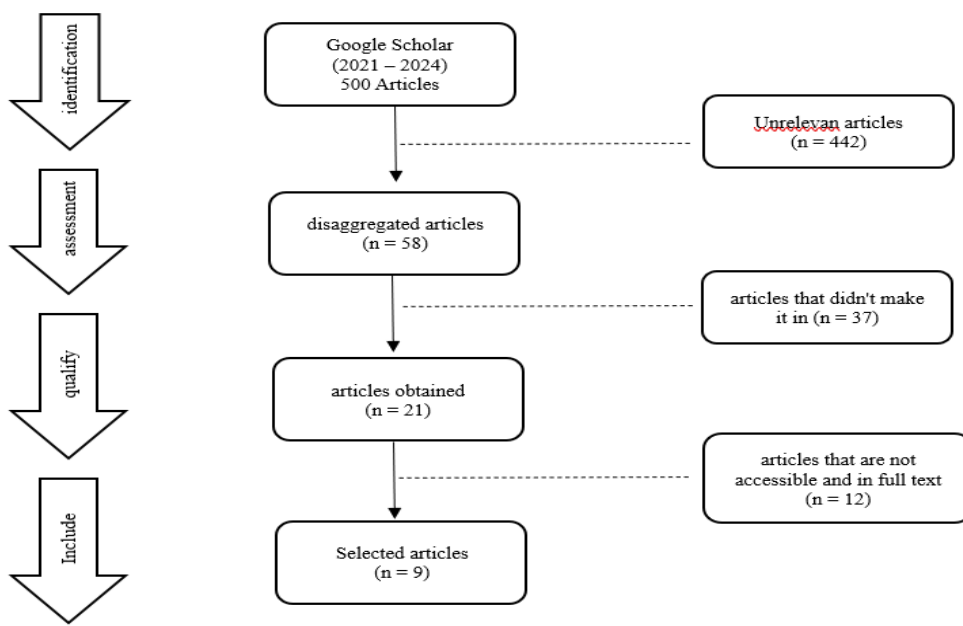 identification
Google Scholar
(2021 – 2024)
500 Articles
Unrelevan articles
(n = 442)
assessment
disaggregated articles
(n = 58)
articles that didn't make
it in (n = 37)
qualify
articles obtained
(n = 21)
articles that are not
accessible and in full text
(n = 12)
Include
Selected articles
(n = 9)